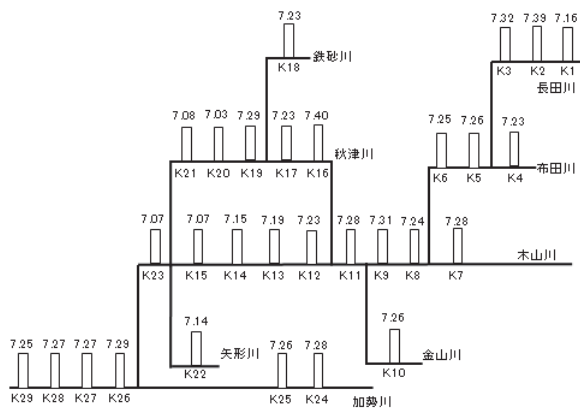 7.23
K18 鉄砂川
7.32 7.39 7.16
K3 K2 K1
長田川
7.08 7.03 7.29 7.23 7.40
K21 K20 K19 K17 K16
秋津川
7.25 7.26 7.23
K6 K5 K4
布田川
7.07 7.07 7.15 7.19 7.23 7.28 7.31 7.24 7.28
K23 K15 K14 K13 K12 K11 K9 K8 K7
木山川
7.14
K22
矢形川
7.26
K10
金山川
7.25 7.27 7.27 7.29 7.26 7.28
K29 K28 K27 K26 K25 K24
加勢川